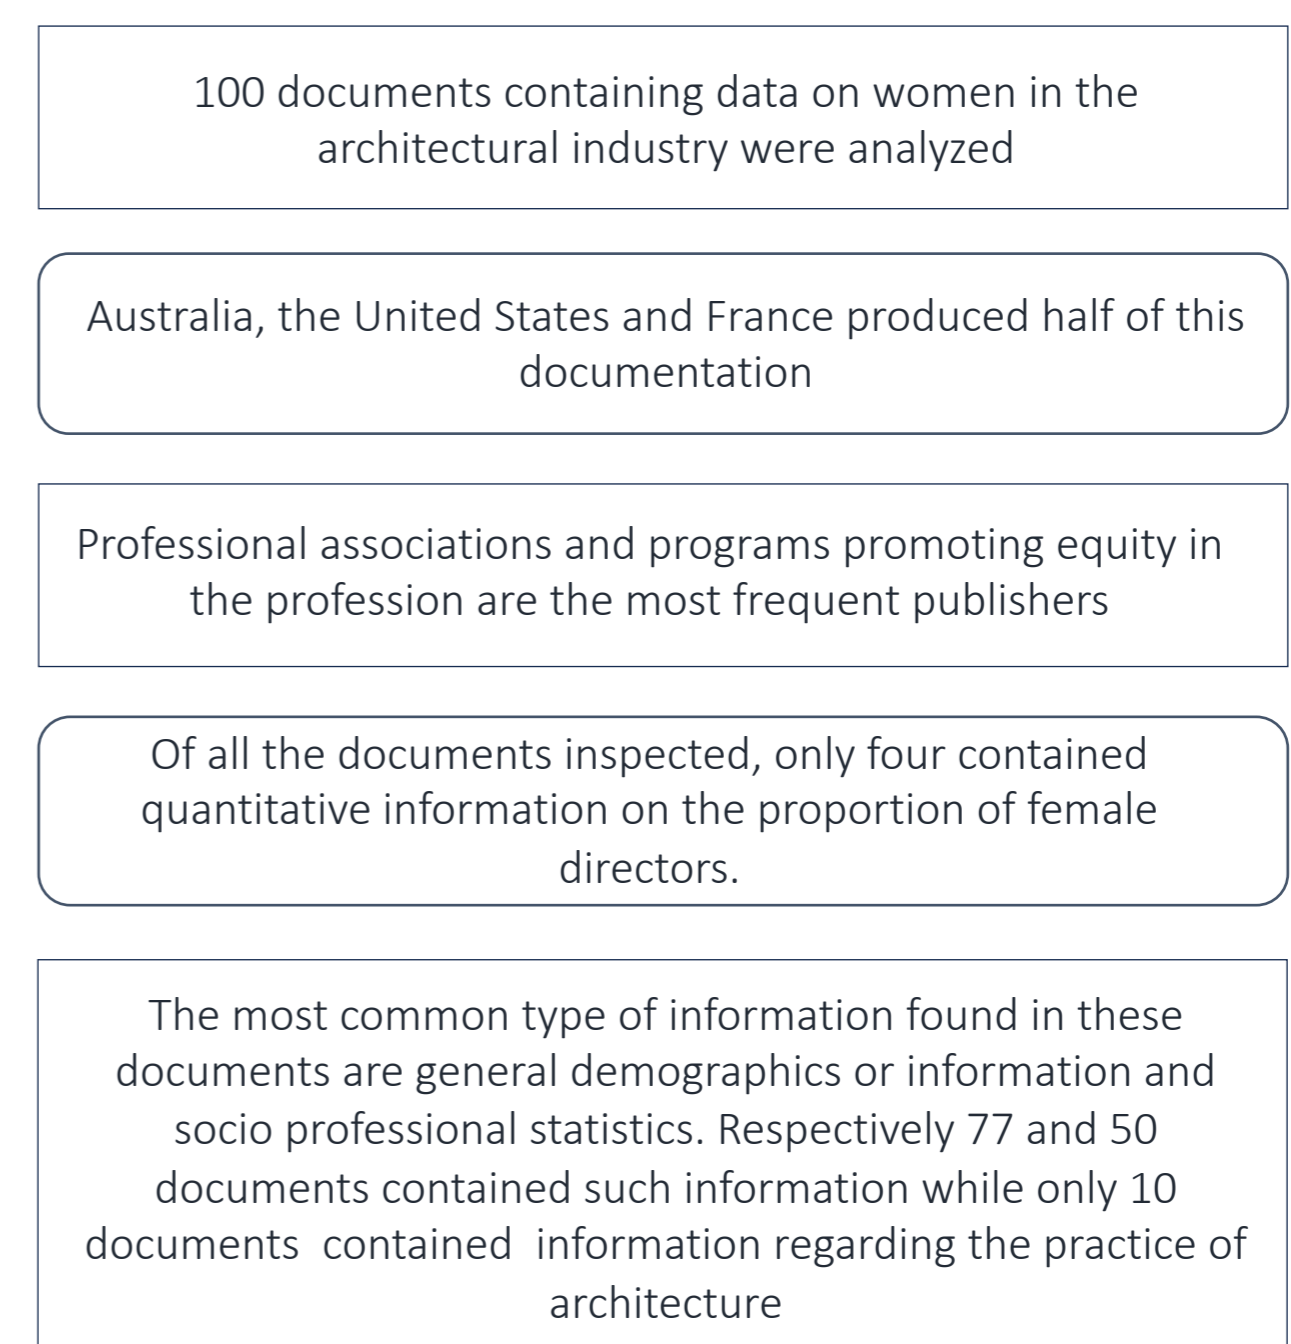 100 documents containing data on women in the
architectural industry were analyzed
Australia, the United States and France produced half of this
documentation
Professional associations and programs promoting equity in
the profession are the most frequent publishers
Of all the documents inspected, only four contained
quantitative information on the proportion of female
directors.
The most common type of information found in these
documents are general demographics or information and
socio professional statistics. Respectively 77 and 50
documents contained such information while only 10
documents  contained  information regarding the practice of
architecture